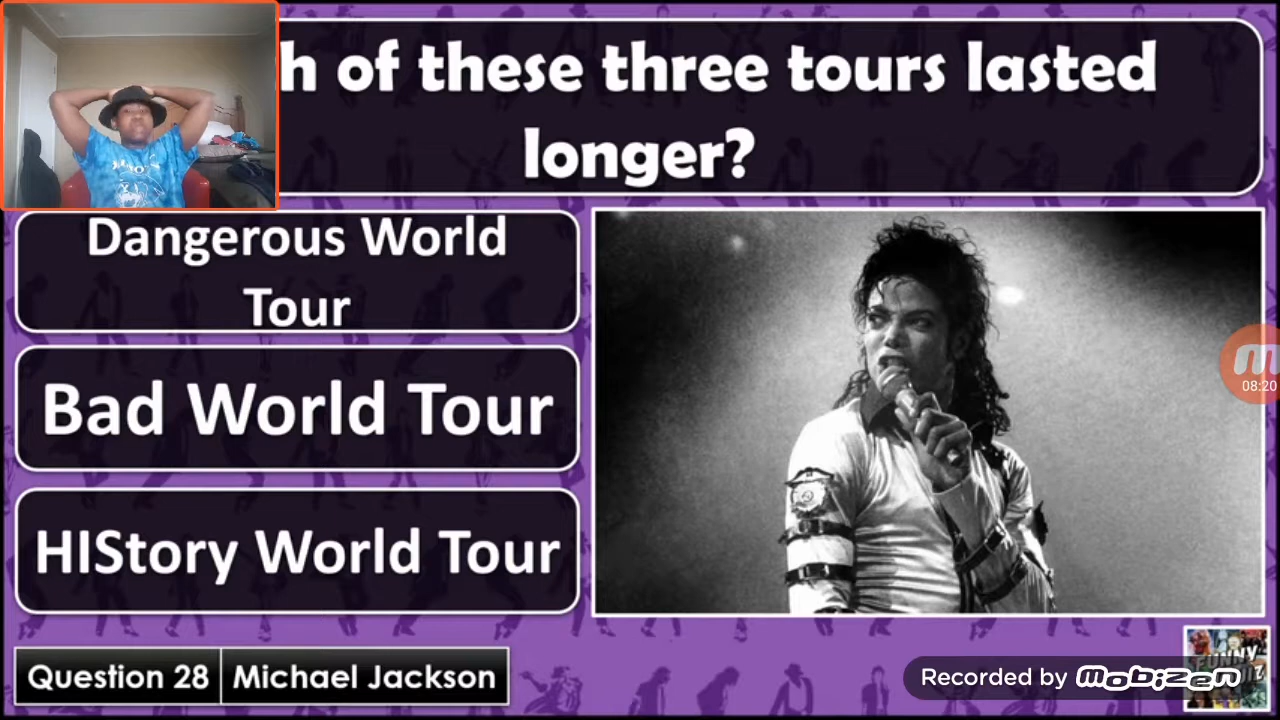 h of these three tours lasted
longer?
Dangerous World
Tour
Bad World Tour
HIStory World Tour
08:20
Question 28
Michael Jackson
Recorded by Mobizen
FUNNY